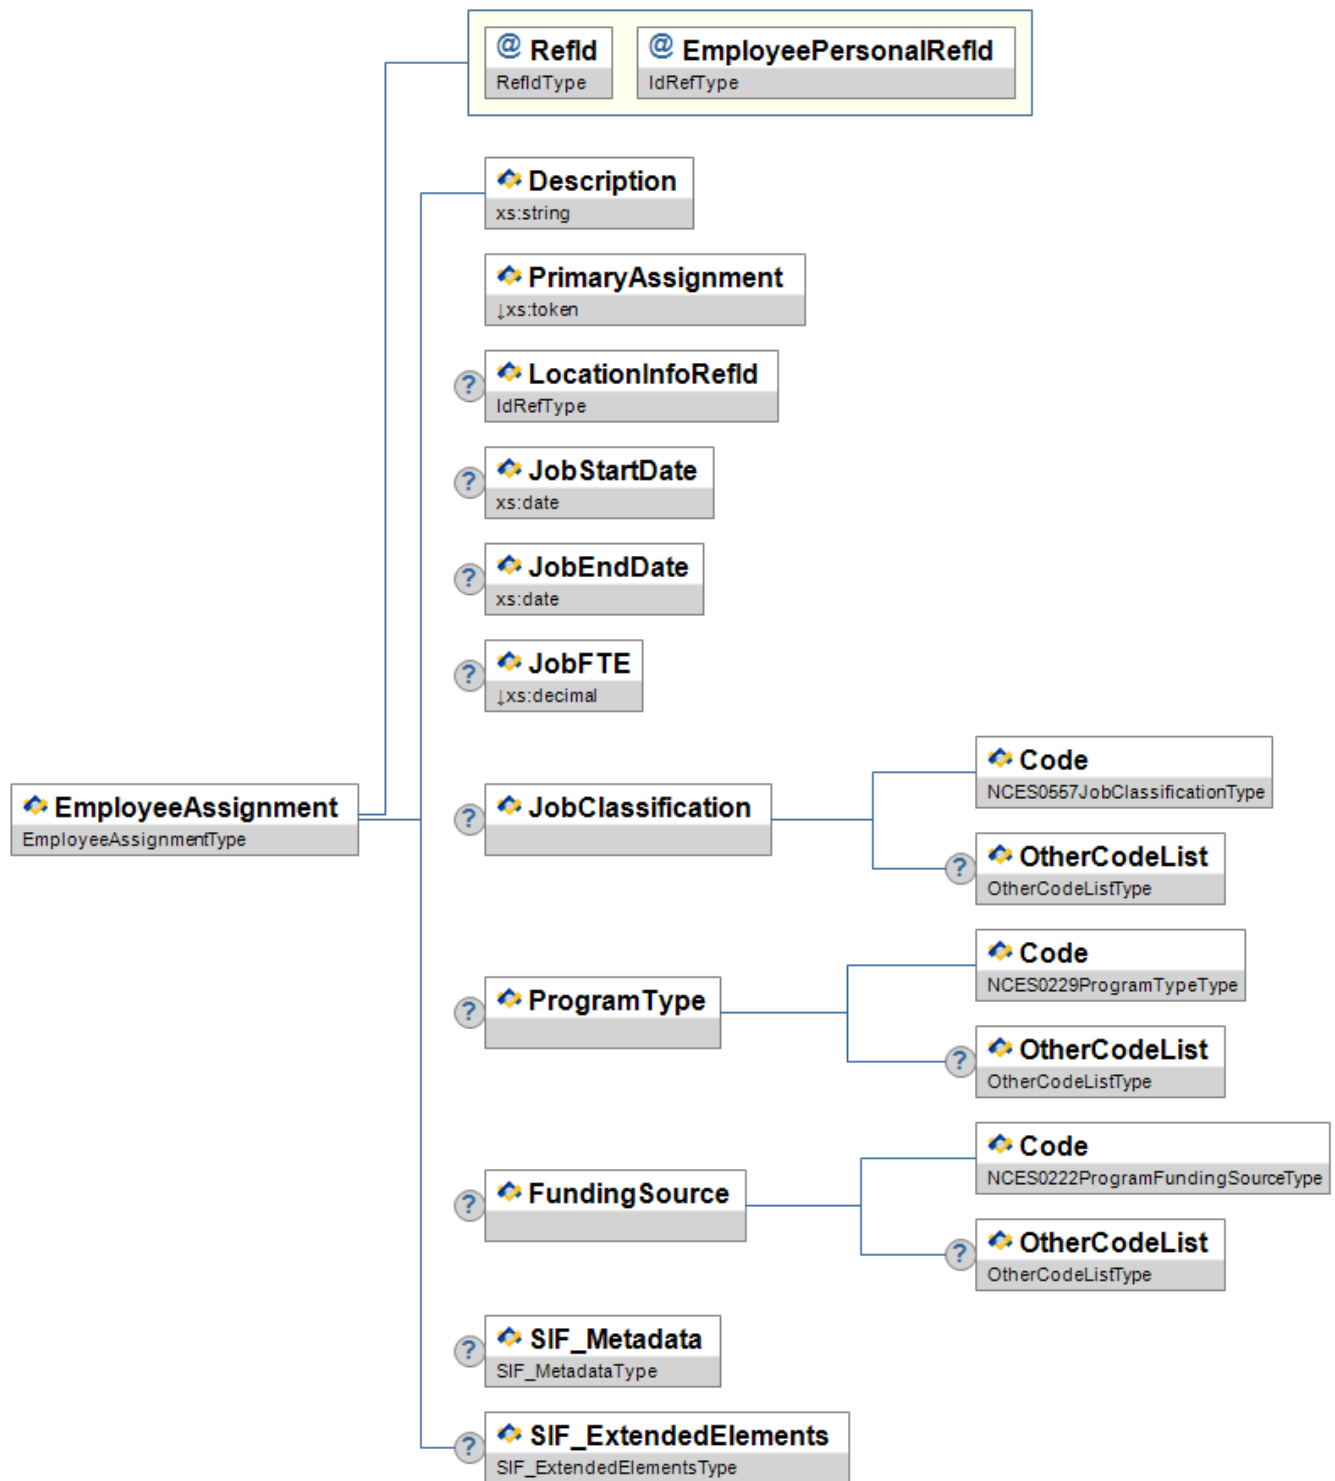 @ RefId
RefIdType
@ EmployeePersonalRefId
IdRefType
Description
xs:string
PrimaryAssignment
↓xs:token
? LocationInfoRefId
IdRefType
? JobStartDate
xs:date
? JobEndDate
xs:date
? JobFTE
↓xs:decimal
EmployeeAssignment
EmployeeAssignmentType
? JobClassification
Code
NCES0557JobClassificationType
? OtherCodeList
OtherCodeListType
? ProgramType
Code
NCES0229ProgramTypeType
? OtherCodeList
OtherCodeListType
? FundingSource
Code
NCES0222ProgramFundingSourceType
? OtherCodeList
OtherCodeListType
? SIF_Metadata
SIF_MetadataType
? SIF_ExtendedElements
SIF_ExtendedElementsType